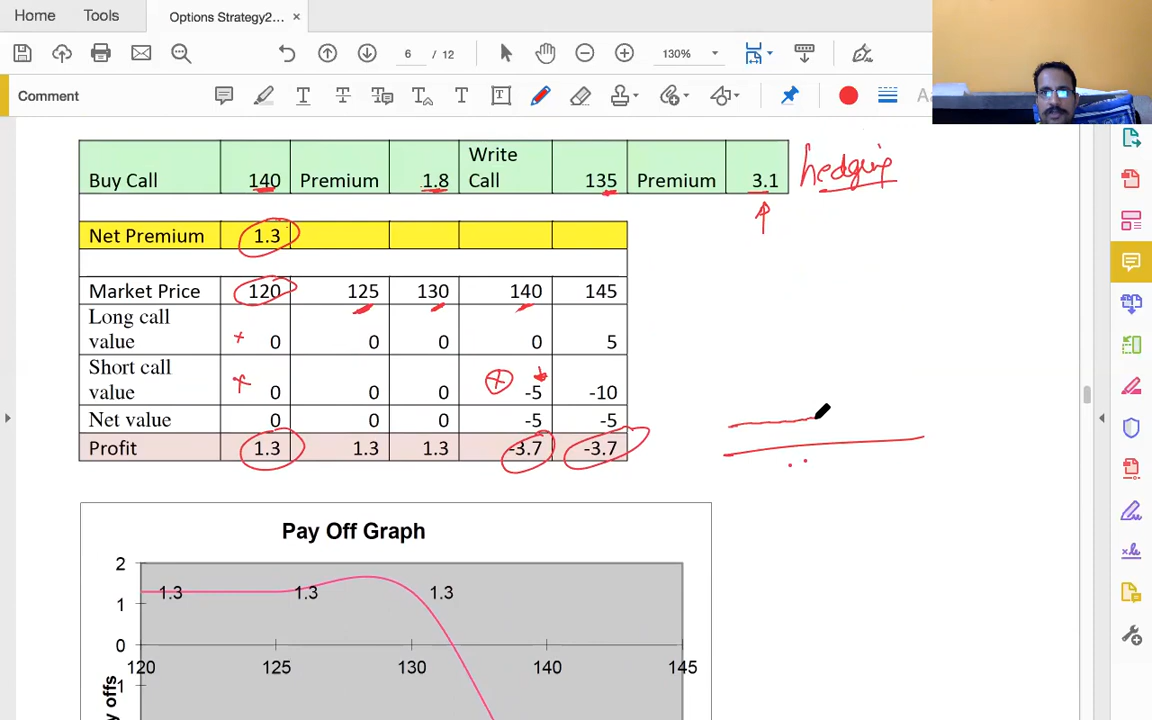 Home Tools Options Strategy2... ×
6 / 12 130%
Comment
Buy Call 140 Premium 1.8 Write Call 135 Premium 3.1 hedging
Net Premium 1.3
Market Price 120 125 130 140 145
Long call value 0 0 0 0 5
Short call value 0 0 0 -5 -10
Net value 0 0 0 -5 -5
Profit 1.3 1.3 1.3 -3.7 -3.7
Pay Off Graph
2
1.3 1.3 1.3
1
0
120 125 130 140 145
1
y offs